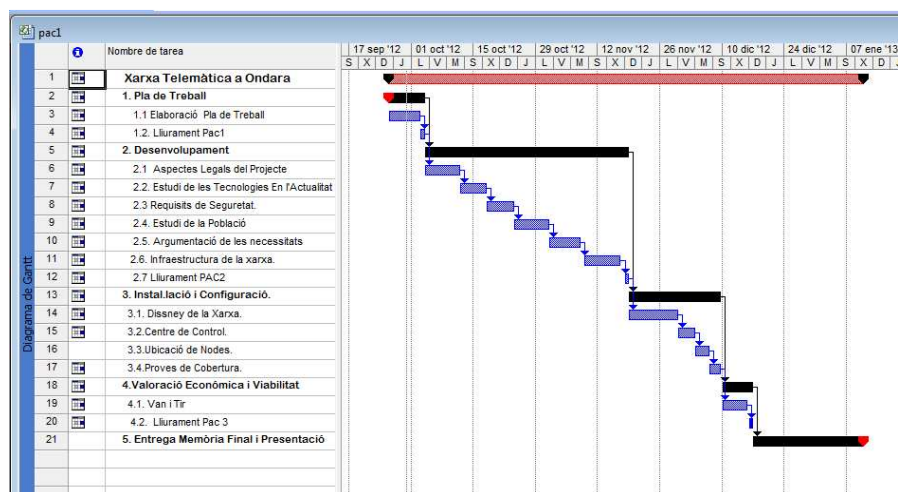 pac1
Nombre de tarea
17 sep '12 01 oct '12 15 oct '12 29 oct '12 12 nov '12 26 nov '12 10 dic '12 24 dic '12 07 ene '13
S X D J L V M S X D J L V M S X D J L V M S X D J L V M S X D J
1 Xarxa Telemàtica a Ondara
2 1. Pla de Treball
3 1.1 Elaboració Pla de Treball
4 1.2. Lliurament Pac1
5 2. Desenvolupament
6 2.1 Aspectes Legals del Projecte
7 2.2. Estudi de les Tecnologies En l'Actualitat
8 2.3 Requisits de Seguretat.
9 2.4. Estudi de la Població
10 2.5. Argumentació de les necessitats
11 2.6. Infraestructura de la xarxa.
12 2.7 Lliurament PAC2
13 3. Instal.lació i Configuració.
14 3.1. Dissney de la Xarxa.
15 3.2.Centre de Control.
16 3.3.Ubicació de Nodes.
17 3.4.Proves de Cobertura.
18 4.Valoració Económica i Viabilitat
19 4.1. Van i Tir
20 4.2. Lliurament Pac 3
21 5. Entrega Memòria Final i Presentació
Diagrama de Gantt